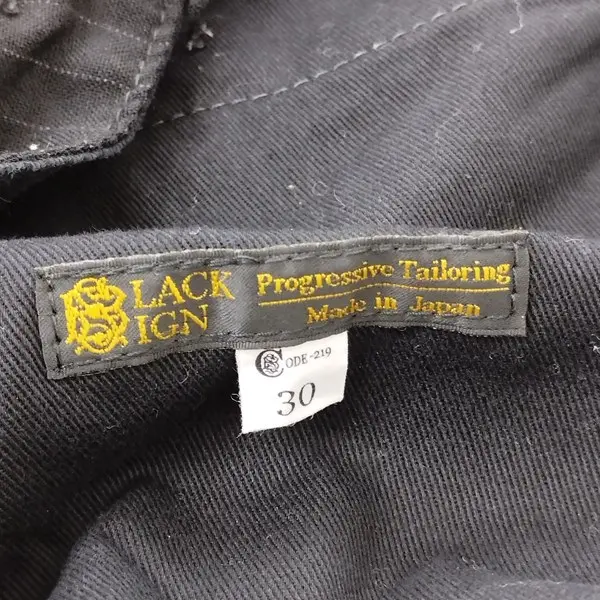 BLACK
SIGN
Progressive Tailoring
Made in Japan
CODE-219
30